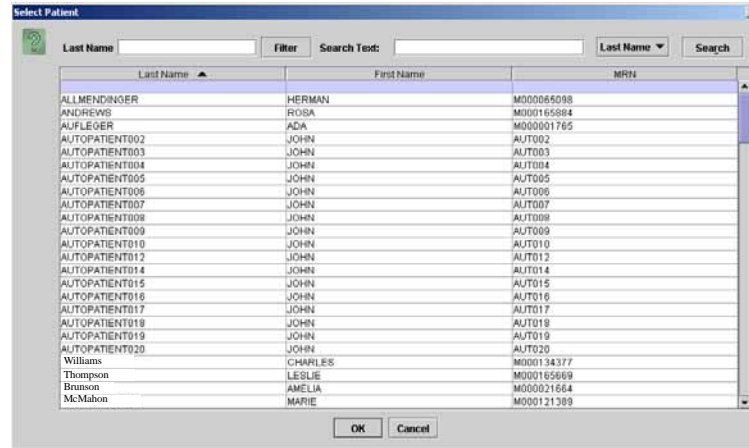 Select Patient
Last Name Filter Search Text: Last Name Search
Last Name First Name MRN
ALLMENDINGER HERMAN M000065098
ANDREWS ROSA M000165884
AUFLEGER ADA M000001765
AUTOPATIENT002 JOHN AUT002
AUTOPATIENT003 JOHN AUT003
AUTOPATIENT004 JOHN AUT004
AUTOPATIENT005 JOHN AUT005
AUTOPATIENT006 JOHN AUT006
AUTOPATIENT007 JOHN AUT007
AUTOPATIENT008 JOHN AUT008
AUTOPATIENT009 JOHN AUT009
AUTOPATIENT010 JOHN AUT010
AUTOPATIENT012 JOHN AUT012
AUTOPATIENT014 JOHN AUT014
AUTOPATIENT015 JOHN AUT015
AUTOPATIENT016 JOHN AUT016
AUTOPATIENT017 JOHN AUT017
AUTOPATIENT018 JOHN AUT018
AUTOPATIENT019 JOHN AUT019
AUTOPATIENT020 JOHN AUT020
Williams CHARLES M000134377
Thompson LESLIE M000165669
Brunson AMELIA M000021664
McMahon MARIE M000121389
OK Cancel